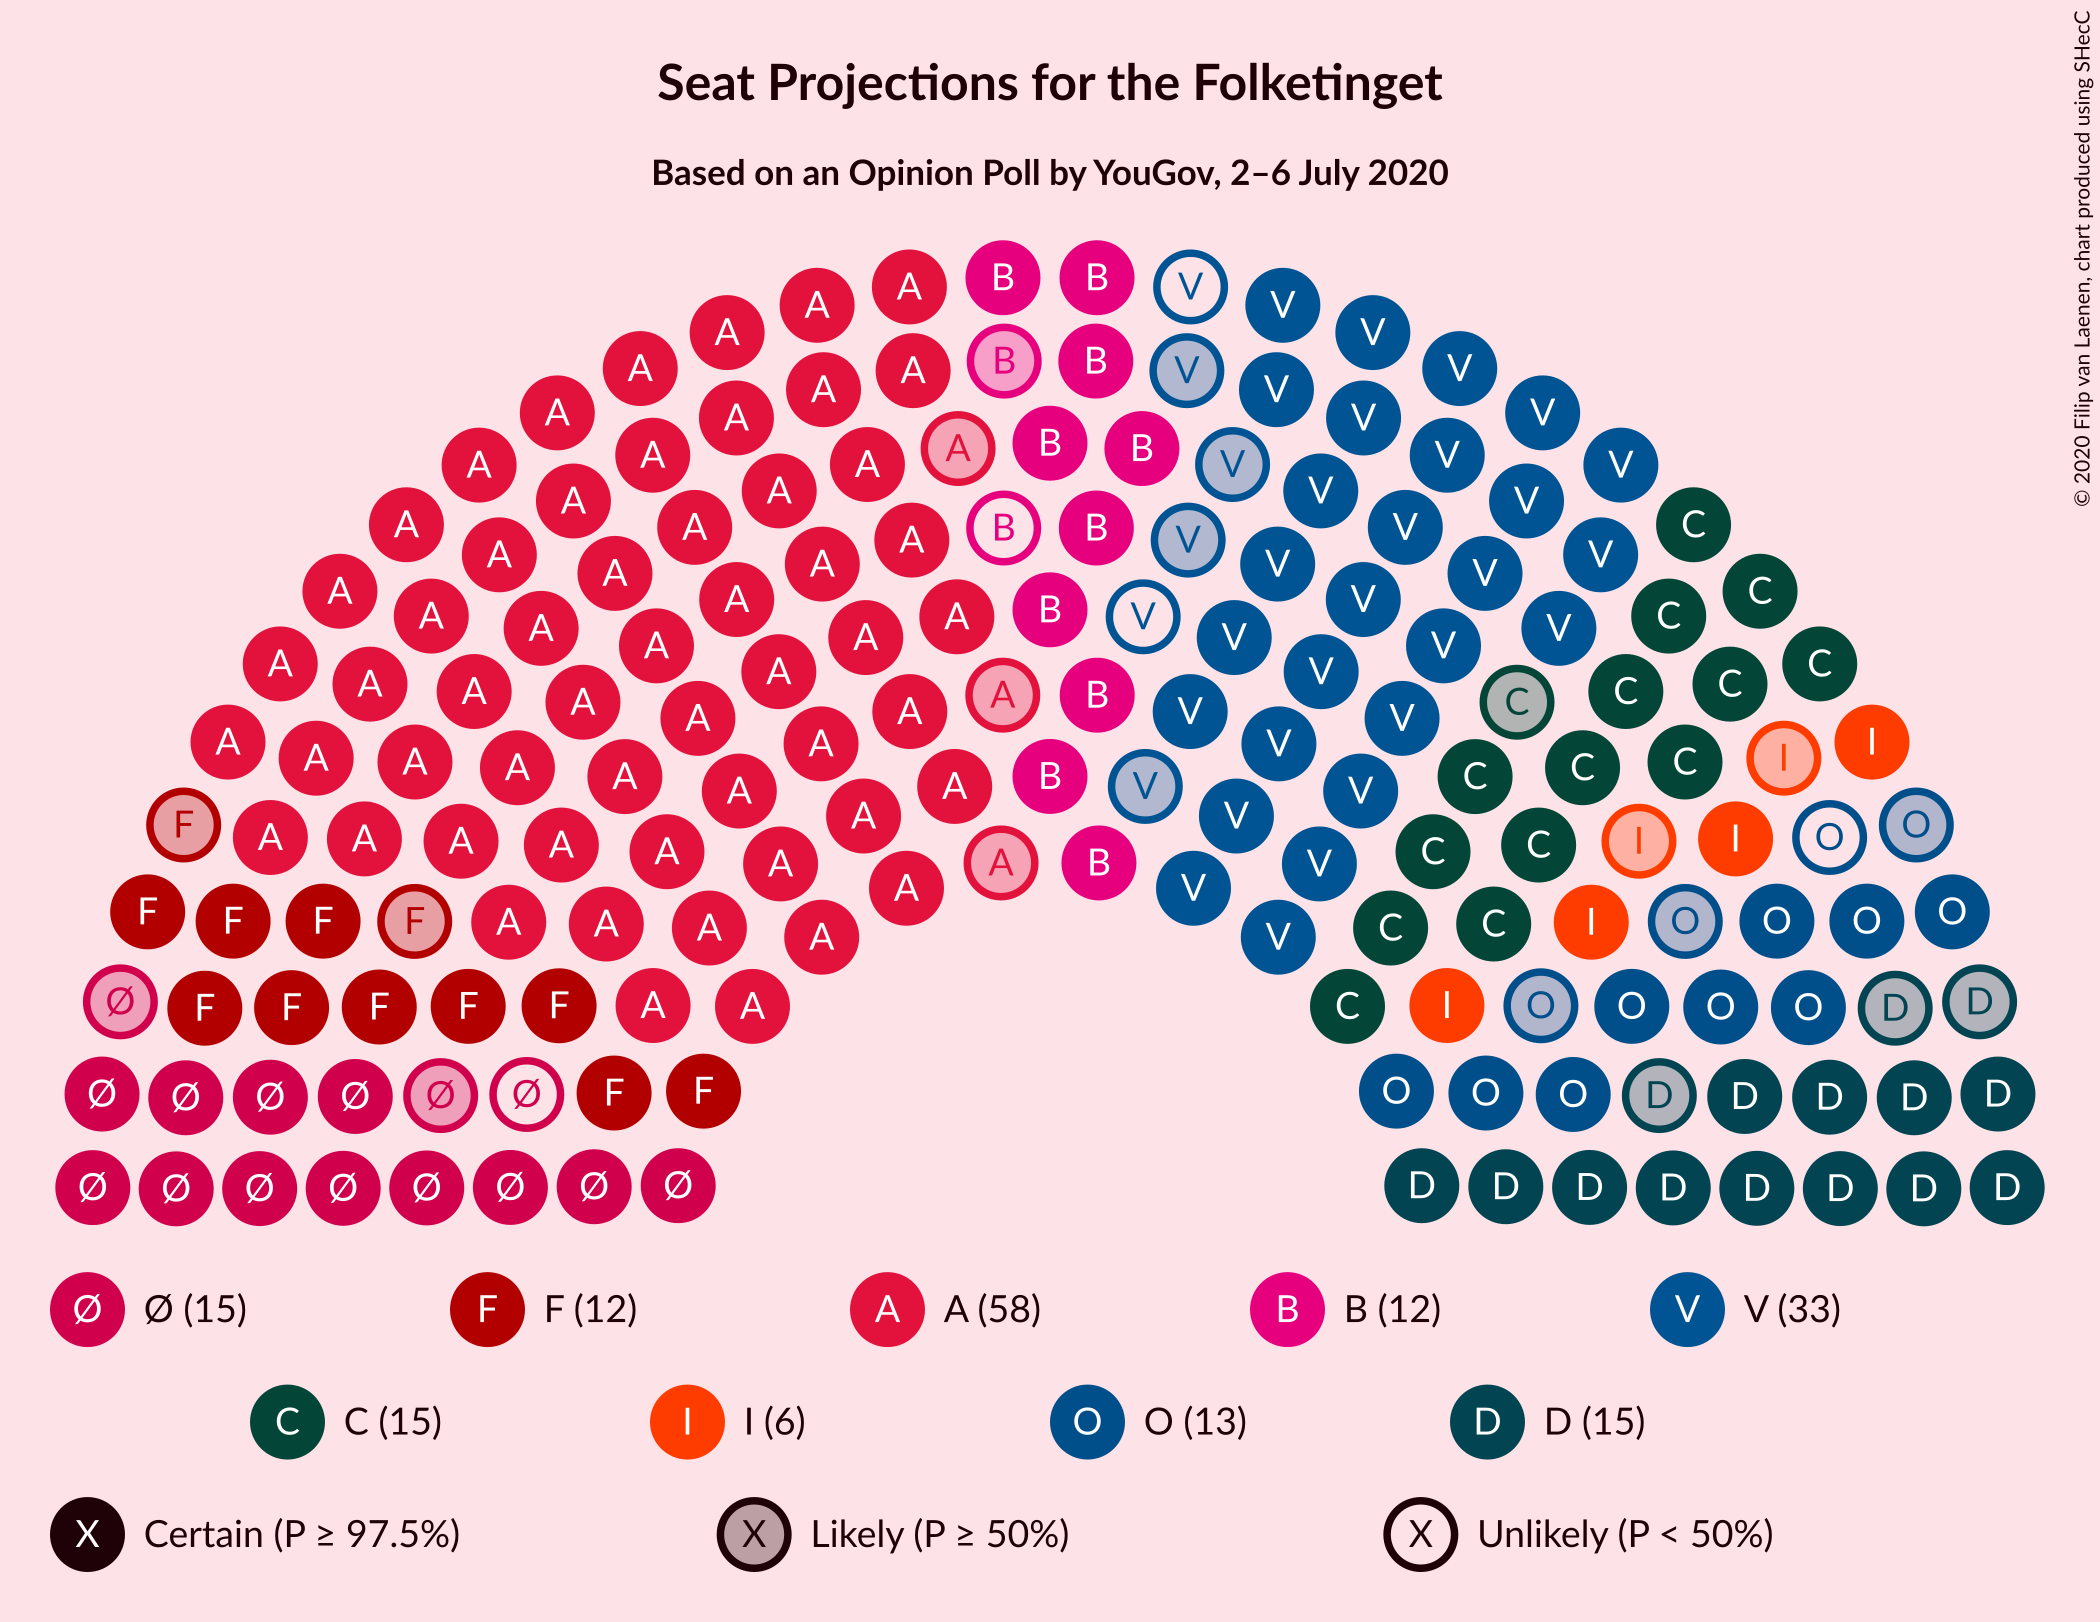 Seat Projections for the Folketinget
Based on an Opinion Poll by YouGov, 2–6 July 2020
© 2020 Filip van Laenen, chart produced using SHecC
B B
A A V V
A A V V
B B
A A V V
A A V V
A A V V
A A V V
B
A A V V
A A V V
A A V V
A A V V
A C
B B
A A V V
A A V V
A A V V
A A C C
B
A A V V
A A V C
A A V V
A A V C
A A C C
B
A A V V
A A V C
A A V V
A A C I
A I
B
A A V V
A A C C
A A V C
F A I O
A A I O
A B
A A V C
F F O O
F F O O
A A C I
A A V C
Ø F D D
F F O D
F F O O
F A I O
A A C
Ø Ø D D
Ø Ø D D
Ø Ø D O
F F O O
Ø Ø Ø Ø Ø Ø Ø Ø D D D D D D D D
Ø Ø (15) F F (12) A A (58) B B (12) V V (33)
C C (15) I I (6) O O (13) D D (15)
X Certain (P ≥ 97.5%) X Likely (P ≥ 50%) X Unlikely (P < 50%)